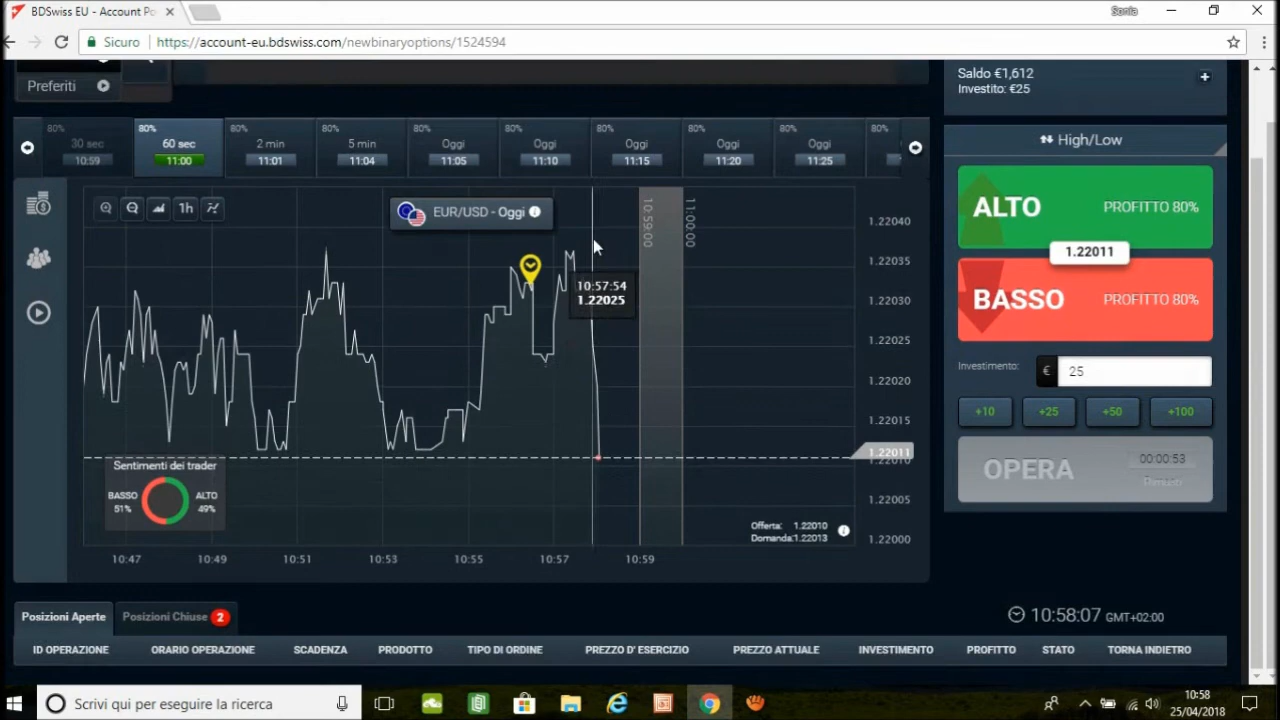 BDSwiss EU - Account Po
Sonia
Sicuro
https://account-eu.bdswiss.com/newbinaryoptions/1524594
Preferiti
Saldo €1,612
Investito: €25
80% 80% 80% 80% 80% 80% 80% 80% 80% 80%
30 sec 60 sec 2 min 5 min Oggi Oggi Oggi Oggi Oggi
10:59 11:00 11:01 11:04 11:05 11:10 11:15 11:20 11:25
High/Low
1h
EUR/USD - Oggi
10:59:00
11:00:00
ALTO PROFITTO 80%
1.22011
BASSO PROFITTO 80%
10:57:54
1.22025
1.22040
1.22035
1.22030
1.22025
1.22020
1.22015
1.22011
1.22010
1.22005
1.22000
Investimento: € 25
+10 +25 +50 +100
OPERA 00:00:53
Rimasti
Sentimenti dei trader
BASSO ALTO
51% 49%
Offerta: 1.22010
Domanda:1.22013
10:47 10:49 10:51 10:53 10:55 10:57 10:59
Posizioni Aperte Posizioni Chiuse 2
10:58:07 GMT+02:00
ID OPERAZIONE ORARIO OPERAZIONE SCADENZA PRODOTTO TIPO DI ORDINE PREZZO D' ESERCIZIO PREZZO ATTUALE INVESTIMENTO PROFITTO STATO TORNA INDIETRO
Scrivi qui per eseguire la ricerca
10:58
25/04/2018